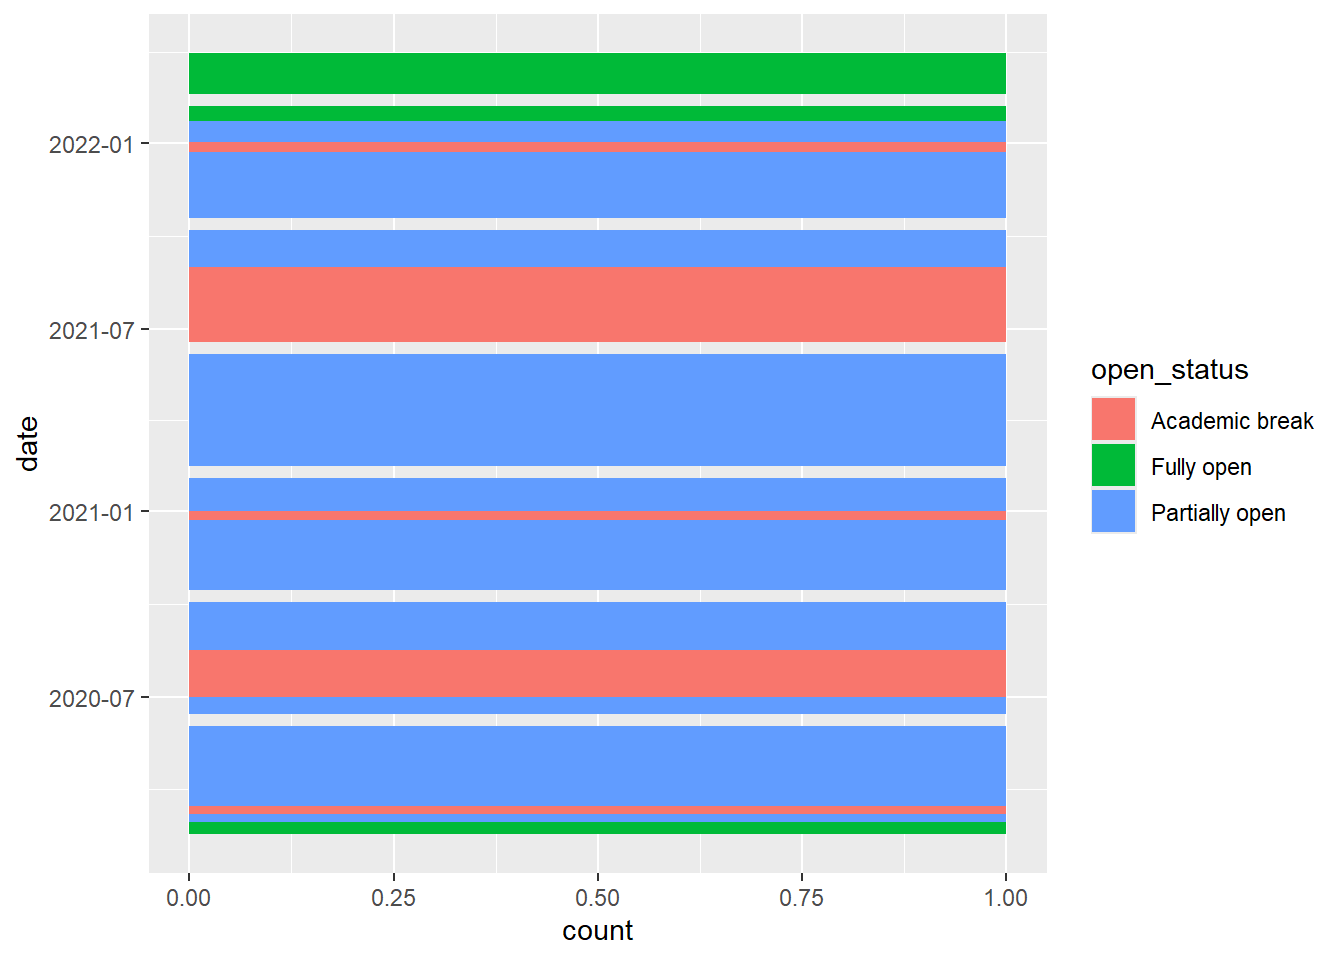 2022-01
2021-07
2021-01
2020-07
date
0.00 0.25 0.50 0.75 1.00
count
open_status
Academic break
Fully open
Partially open